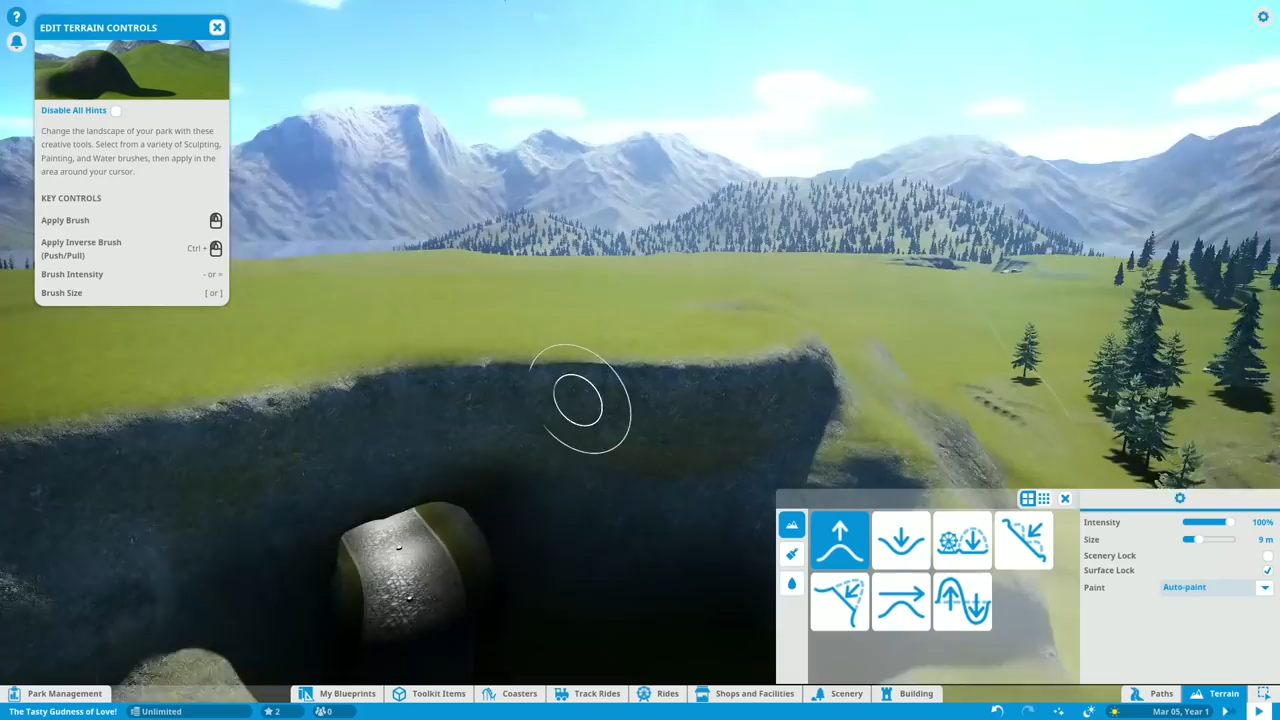 ?
EDIT TERRAIN CONTROLS
Disable All Hints
Change the landscape of your park with these
creative tools. Select from a variety of Sculpting,
Painting, and Water brushes, then apply in the
area around your cursor.
KEY CONTROLS
Apply Brush
Apply Inverse Brush Ctrl +
(Push/Pull)
Brush Intensity - or =
Brush Size [ or ]
Intensity 100%
Size 9 m
Scenery Lock
Surface Lock
Paint Auto-paint
Park Management My Blueprints Toolkit Items Coasters Track Rides Rides Shops and Facilities Scenery Building Paths Terrain
The Tasty Gudness of Love! Unlimited 2 0 Mar 05, Year 1